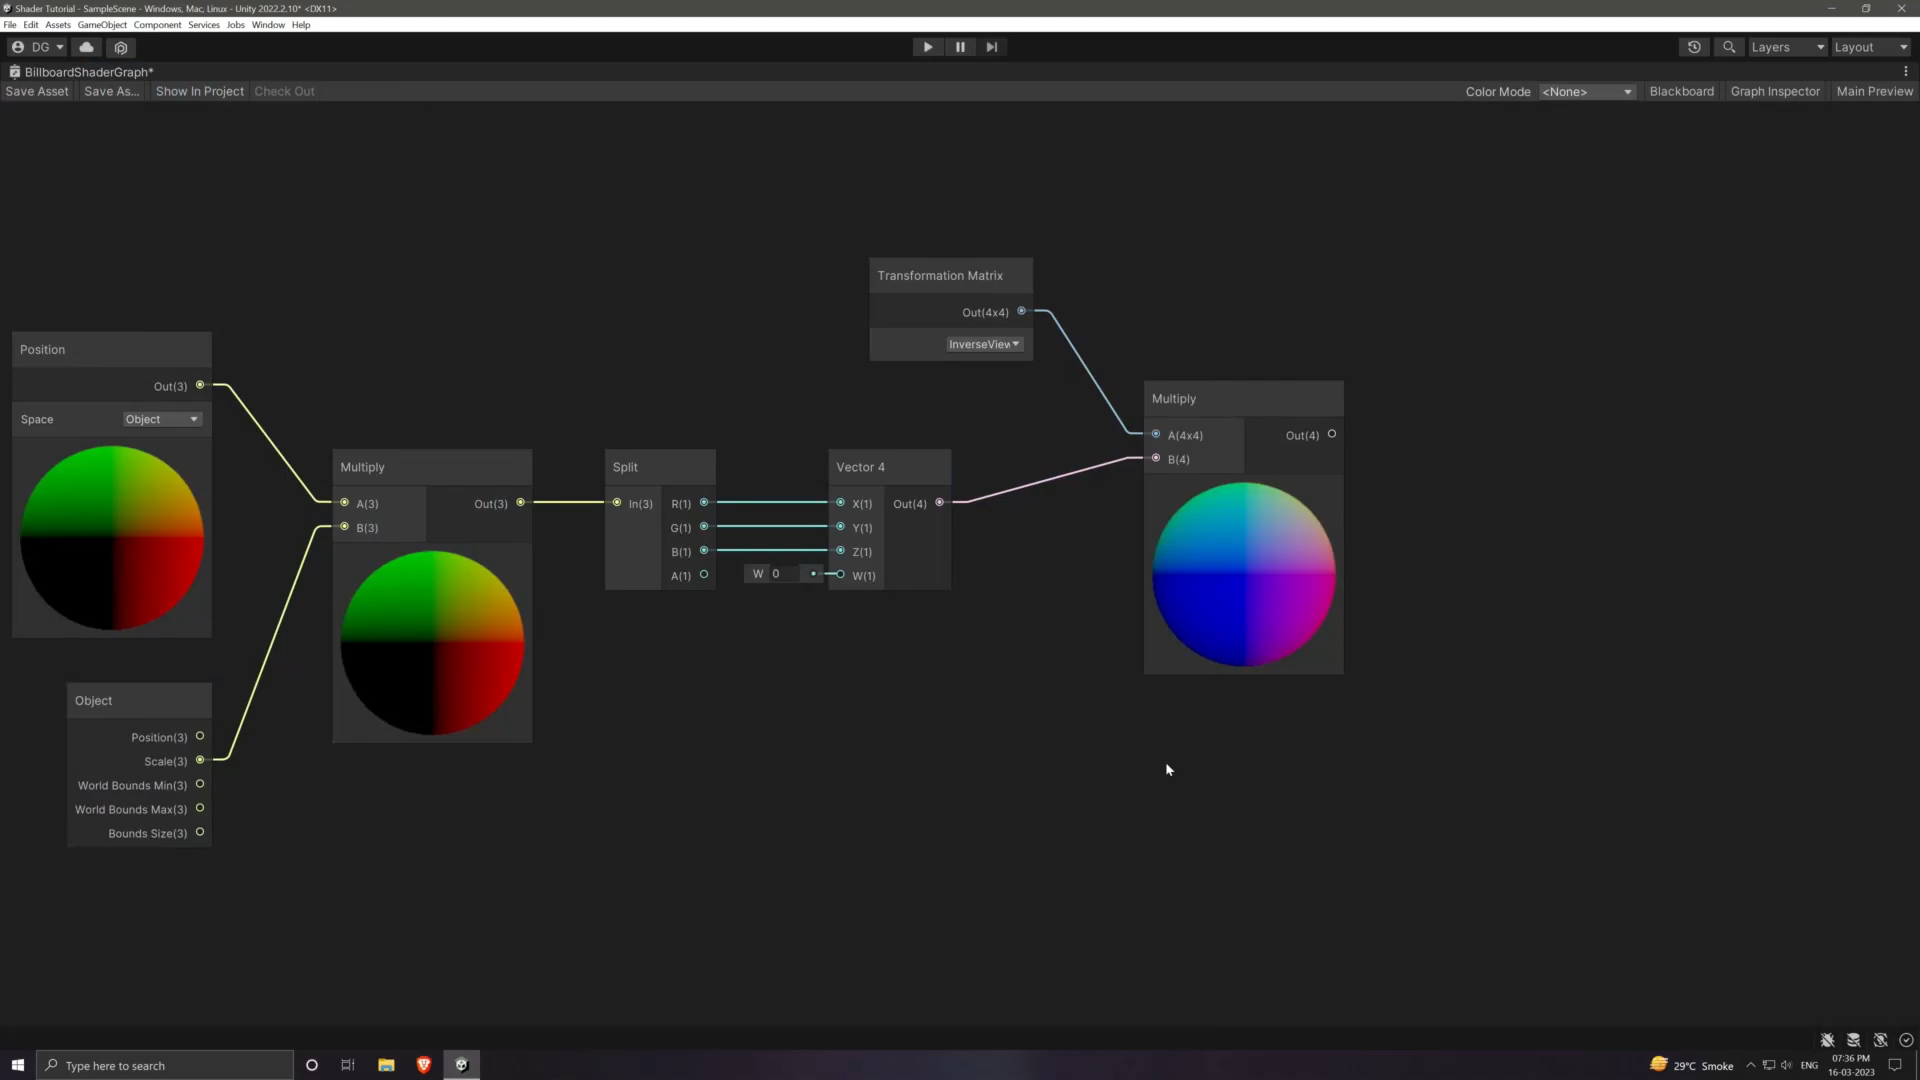 Shader Tutorial - SampleScene - Windows, Mac, Linux - Unity 2022.2.10* <DX11>
File Edit Assets GameObject Component Services Jobs Window Help
DG Layers Layout
BillboardShaderGraph*
Save Asset Save As... Show In Project Check Out Color Mode <None> Blackboard Graph Inspector Main Preview
Transformation Matrix
Out(4x4)
InverseView
Position
Out(3)
Space Object
Multiply
A(3) Out(3)
B(3)
Object
Position(3)
Scale(3)
World Bounds Min(3)
World Bounds Max(3)
Bounds Size(3)
Split
In(3) R(1)
G(1)
B(1)
A(1)
Vector 4
X(1) Out(4)
Y(1)
Z(1)
W 0 W(1)
Multiply
A(4x4) Out(4)
B(4)
Type here to search
29°C Smoke
ENG
07:36 PM
16-03-2023